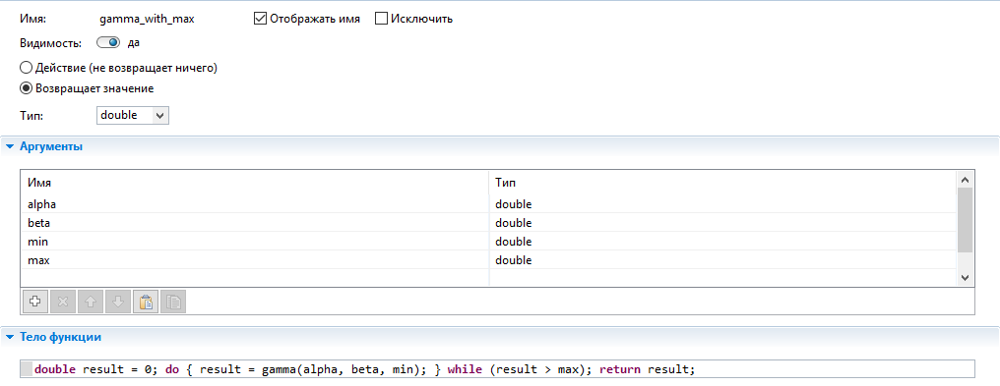 Имя: gamma_with_max Отображать имя Исключить
Видимость: да
Действие (не возвращает ничего)
Возвращает значение
Тип: double
Аргументы
Имя Тип
alpha double
beta double
min double
max double
Тело функции
double result = 0; do { result = gamma(alpha, beta, min); } while (result > max); return result;